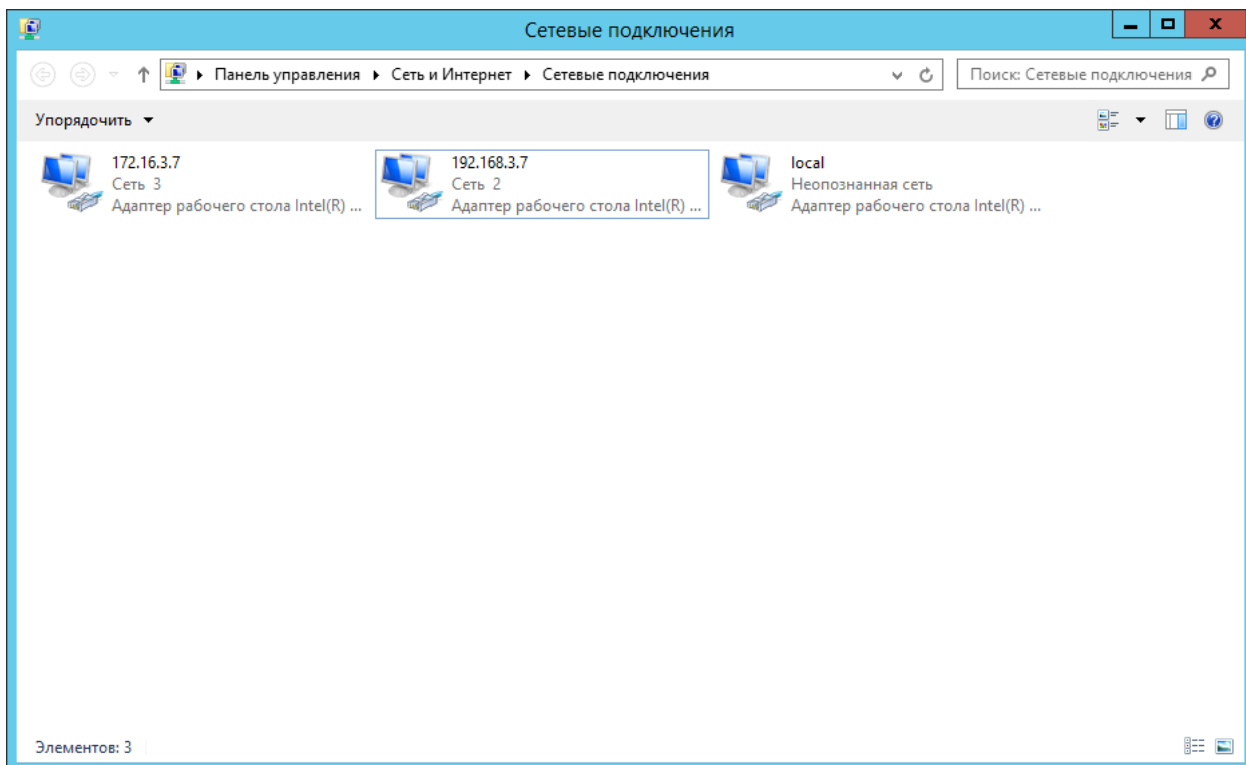 Сетевые подключения
Панель управления Сеть и Интернет Сетевые подключения
Поиск: Сетевые подключения
Упорядочить
172.16.3.7
Сеть 3
Адаптер рабочего стола Intel(R) ...
192.168.3.7
Сеть 2
Адаптер рабочего стола Intel(R) ...
local
Неопознанная сеть
Адаптер рабочего стола Intel(R) ...
Элементов: 3